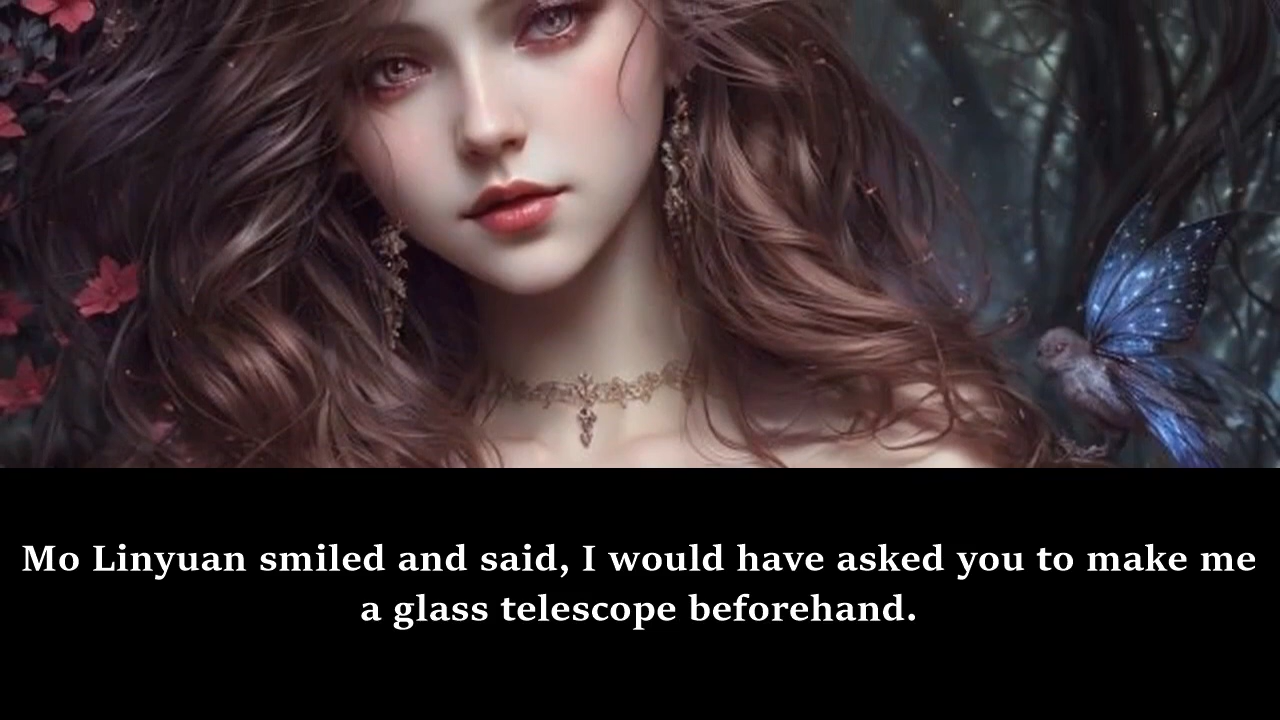 Mo Linyuan smiled and said, I would have asked you to make me
a glass telescope beforehand.